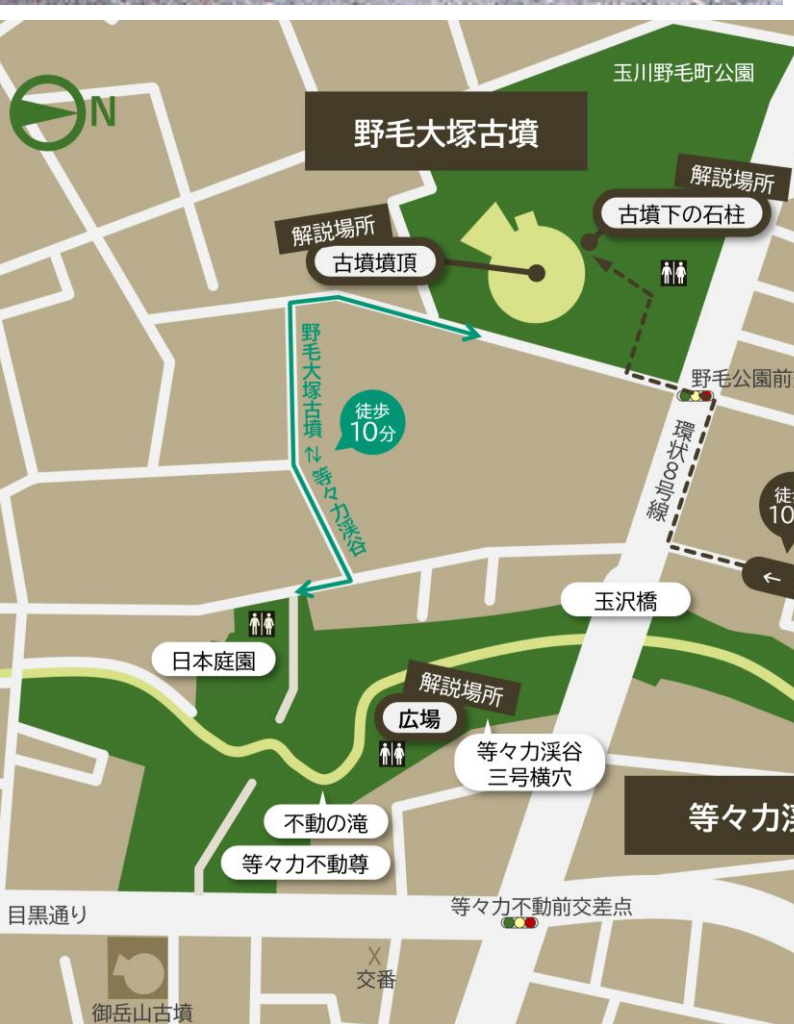 玉川野毛町公園
N
野毛大塚古墳
解説場所
古墳下の石柱
解説場所
古墳墳頂
野毛大塚古墳 ⇅ 等々力渓谷
徒歩
10分
野毛公園前
環状8号線
徒
10
←
玉沢橋
日本庭園
解説場所
広場
等々力渓谷
三号横穴
等々力
不動の滝
等々力不動尊
目黒通り
等々力不動前交差点
交番
御岳山古墳